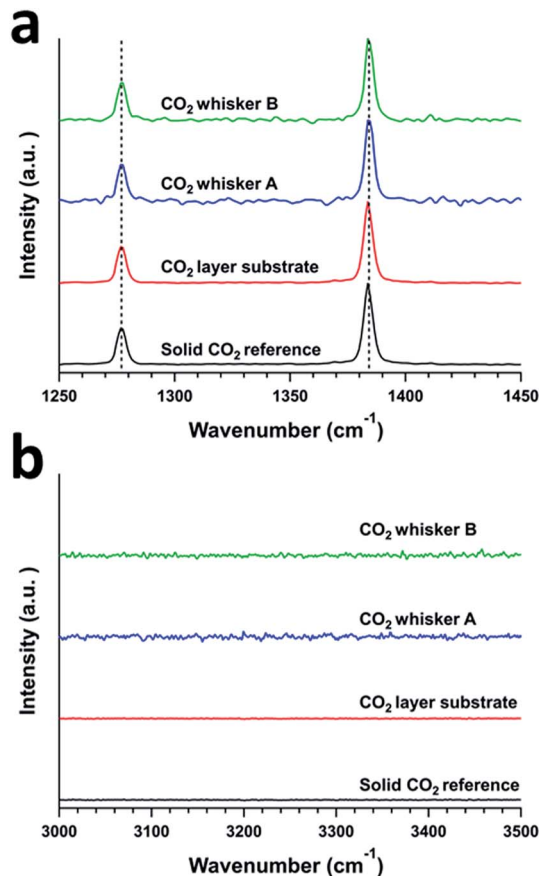 a
CO₂ whisker B
CO₂ whisker A
CO₂ layer substrate
Solid CO₂ reference
Intensity (a.u.)
1250 1300 1350 1400 1450
Wavenumber (cm⁻¹)
b
CO₂ whisker B
CO₂ whisker A
CO₂ layer substrate
Solid CO₂ reference
Intensity (a.u.)
3000 3100 3200 3300 3400 3500
Wavenumber (cm⁻¹)